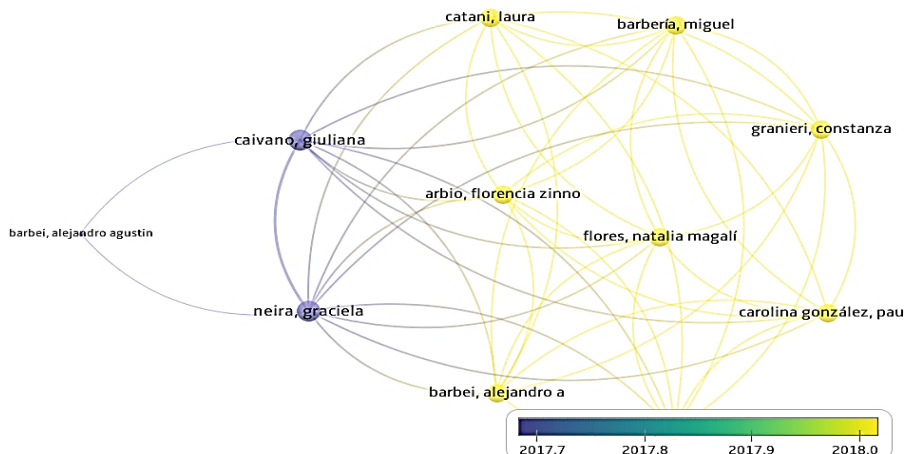 catani, laura
barbería, miguel
granieri, constanza
caivano, giuliana
arbio, florencia zinno
flores, natalia magalí
barbei, alejandro agustin
neira, graciela
carolina gonzález, pau
barbei, alejandro a
2017.7 2017.8 2017.9 2018.0